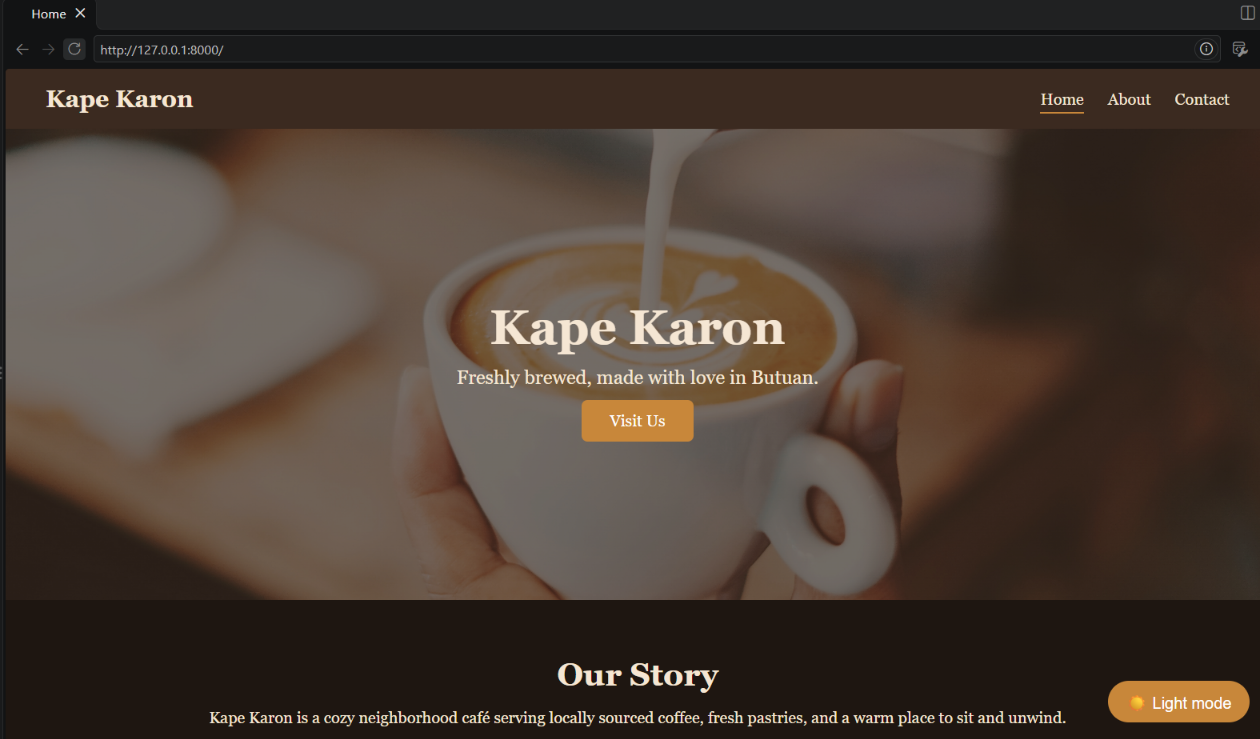 Home
http://127.0.0.1:8000/
Kape Karon
Home About Contact
Kape Karon
Freshly brewed, made with love in Butuan.
Visit Us
Our Story
Kape Karon is a cozy neighborhood café serving locally sourced coffee, fresh pastries, and a warm place to sit and unwind.
Light mode